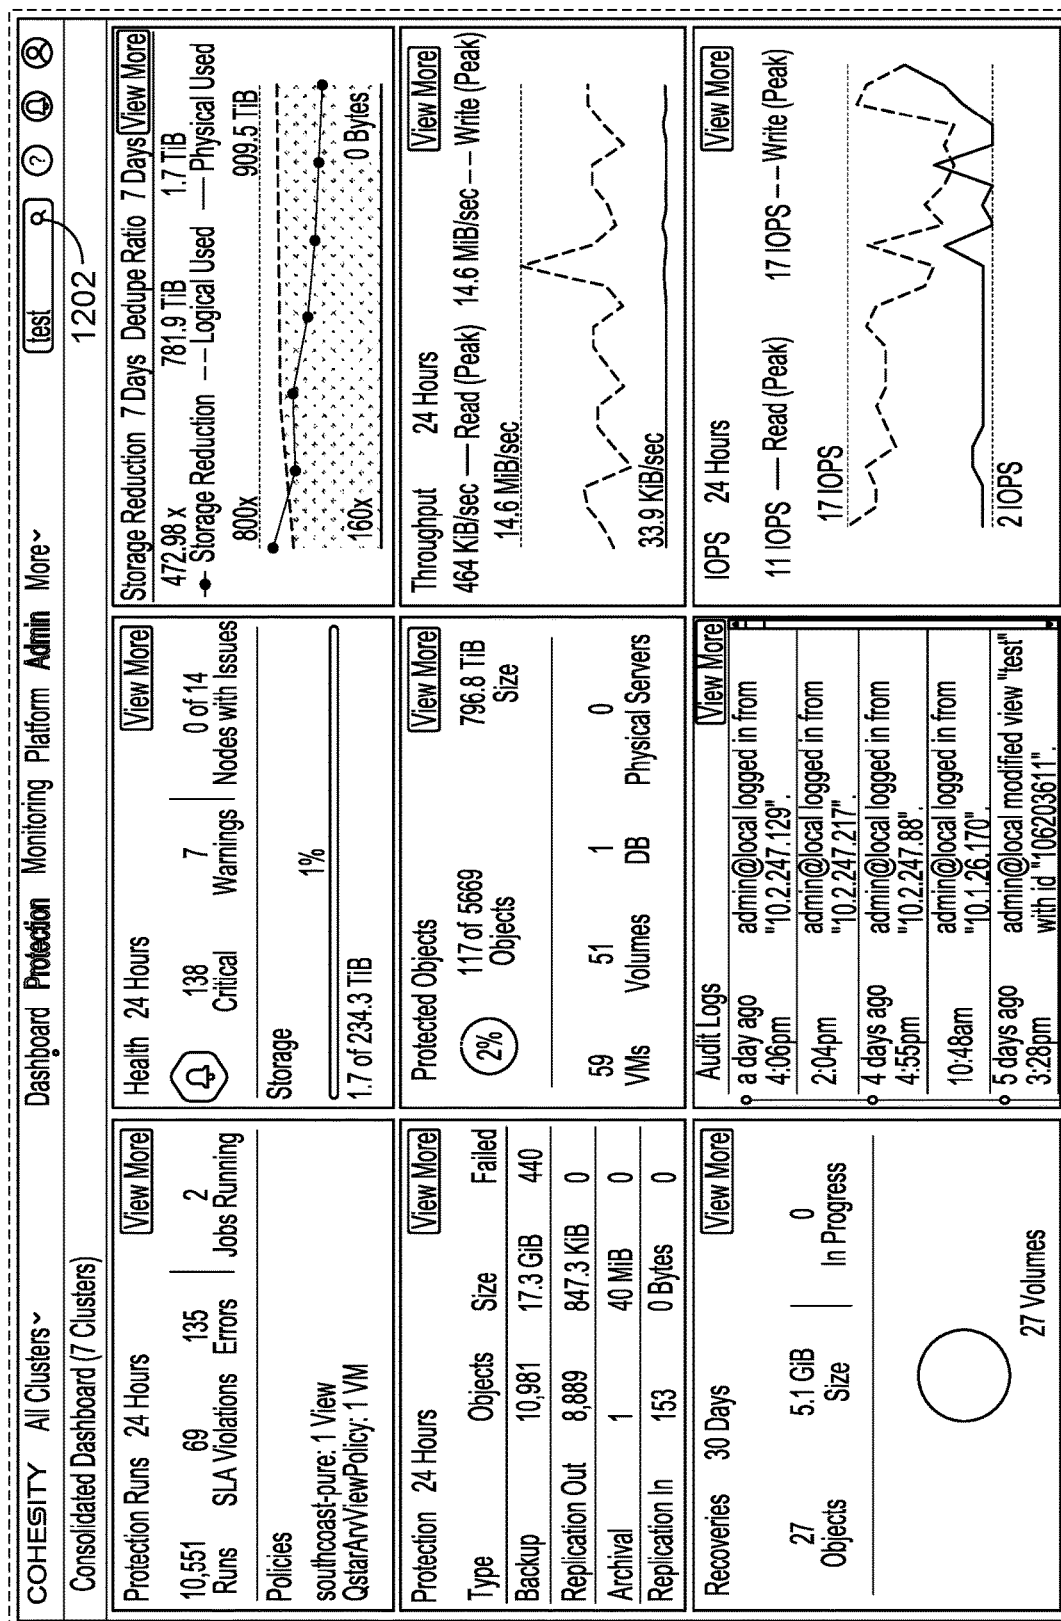 COHESITY All Clusters Dashboard Protection Monitoring Platform Admin More test ?
Consolidated Dashboard (7 Clusters)
1202
Protection Runs 24 Hours View More
10,551 69 135 2
Runs SLA Violations Errors Jobs Running
Policies
southcoast-pure: 1 View
QstarArvViewPolicy: 1 VM
Health 24 Hours View More
138 7 0 of 14
Critical Warnings Nodes with Issues
Storage
1%
1.7 of 234.3 TiB
Storage Reduction 7 Days Dedupe Ratio 7 Days View More
472.98 x 781.9 TiB 1.7 TiB
Storage Reduction -- Logical Used — Physical Used
800x 909.5 TiB
160x 0 Bytes
Protection 24 Hours View More
Type Objects Size Failed
Backup 10,981 17.3 GiB 440
Replication Out 8,889 847.3 KiB 0
Archival 1 40 MiB 0
Replication In 153 0 Bytes 0
Protected Objects View More
2% 117 of 5669 796.8 TiB
Objects Size
59 51 1 0
VMs Volumes DB Physical Servers
Throughput 24 Hours View More
464 KiB/sec — Read (Peak) 14.6 MiB/sec -- Write (Peak)
14.6 MiB/sec
33.9 KiB/sec
Recoveries 30 Days View More
27 5.1 GiB 0
Objects Size In Progress
27 Volumes
Audit Logs View More
a day ago admin@local logged in from
4:06pm "10.2.247.129".
2:04pm admin@local logged in from
"10.2.247.217".
4 days ago admin@local logged in from
4:55pm "10.2.247.88".
10:48am admin@local logged in from
"10.1.26.170".
5 days ago admin@local modified view "test"
3:28pm with id "106203611".
IOPS 24 Hours View More
11 IOPS — Read (Peak) 17 IOPS -- Write (Peak)
17 IOPS
2 IOPS